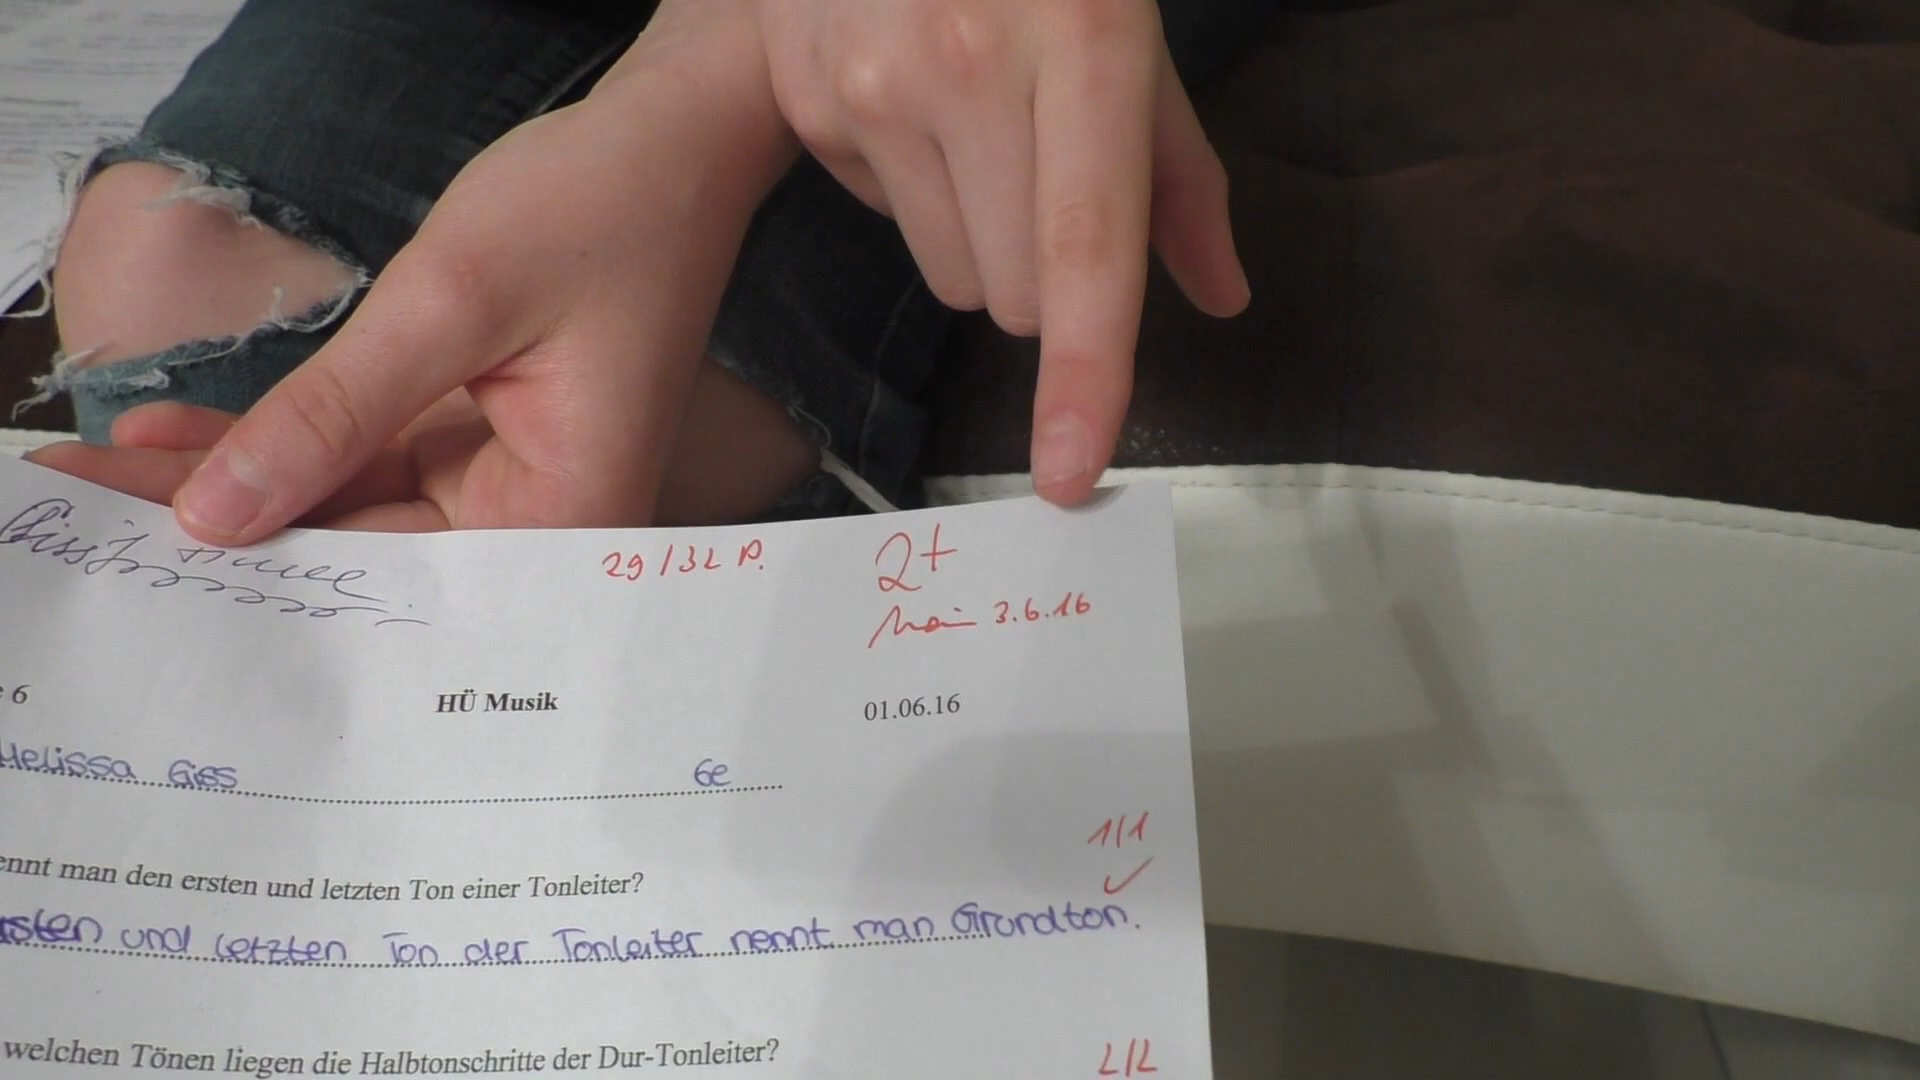 29/32 P. 2+
3.6.16
6 HÜ Musik 01.06.16
Melissa Giss 6e
1/1
ennt man den ersten und letzten Ton einer Tonleiter?
rsten und letzten Ton der Tonleiter nennt man Grundton.
welchen Tönen liegen die Halbtonschritte der Dur-Tonleiter? 2/2